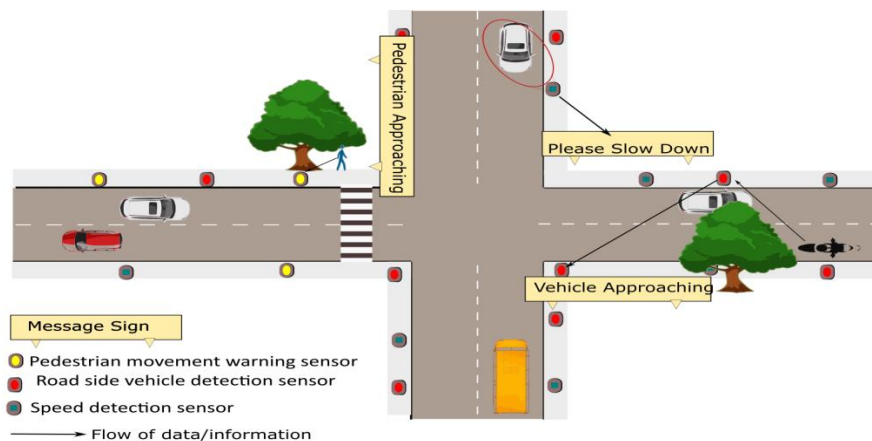 Pedestrian Approaching
Please Slow Down
Vehicle Approaching
Message Sign
Pedestrian movement warning sensor
Road side vehicle detection sensor
Speed detection sensor
Flow of data/information